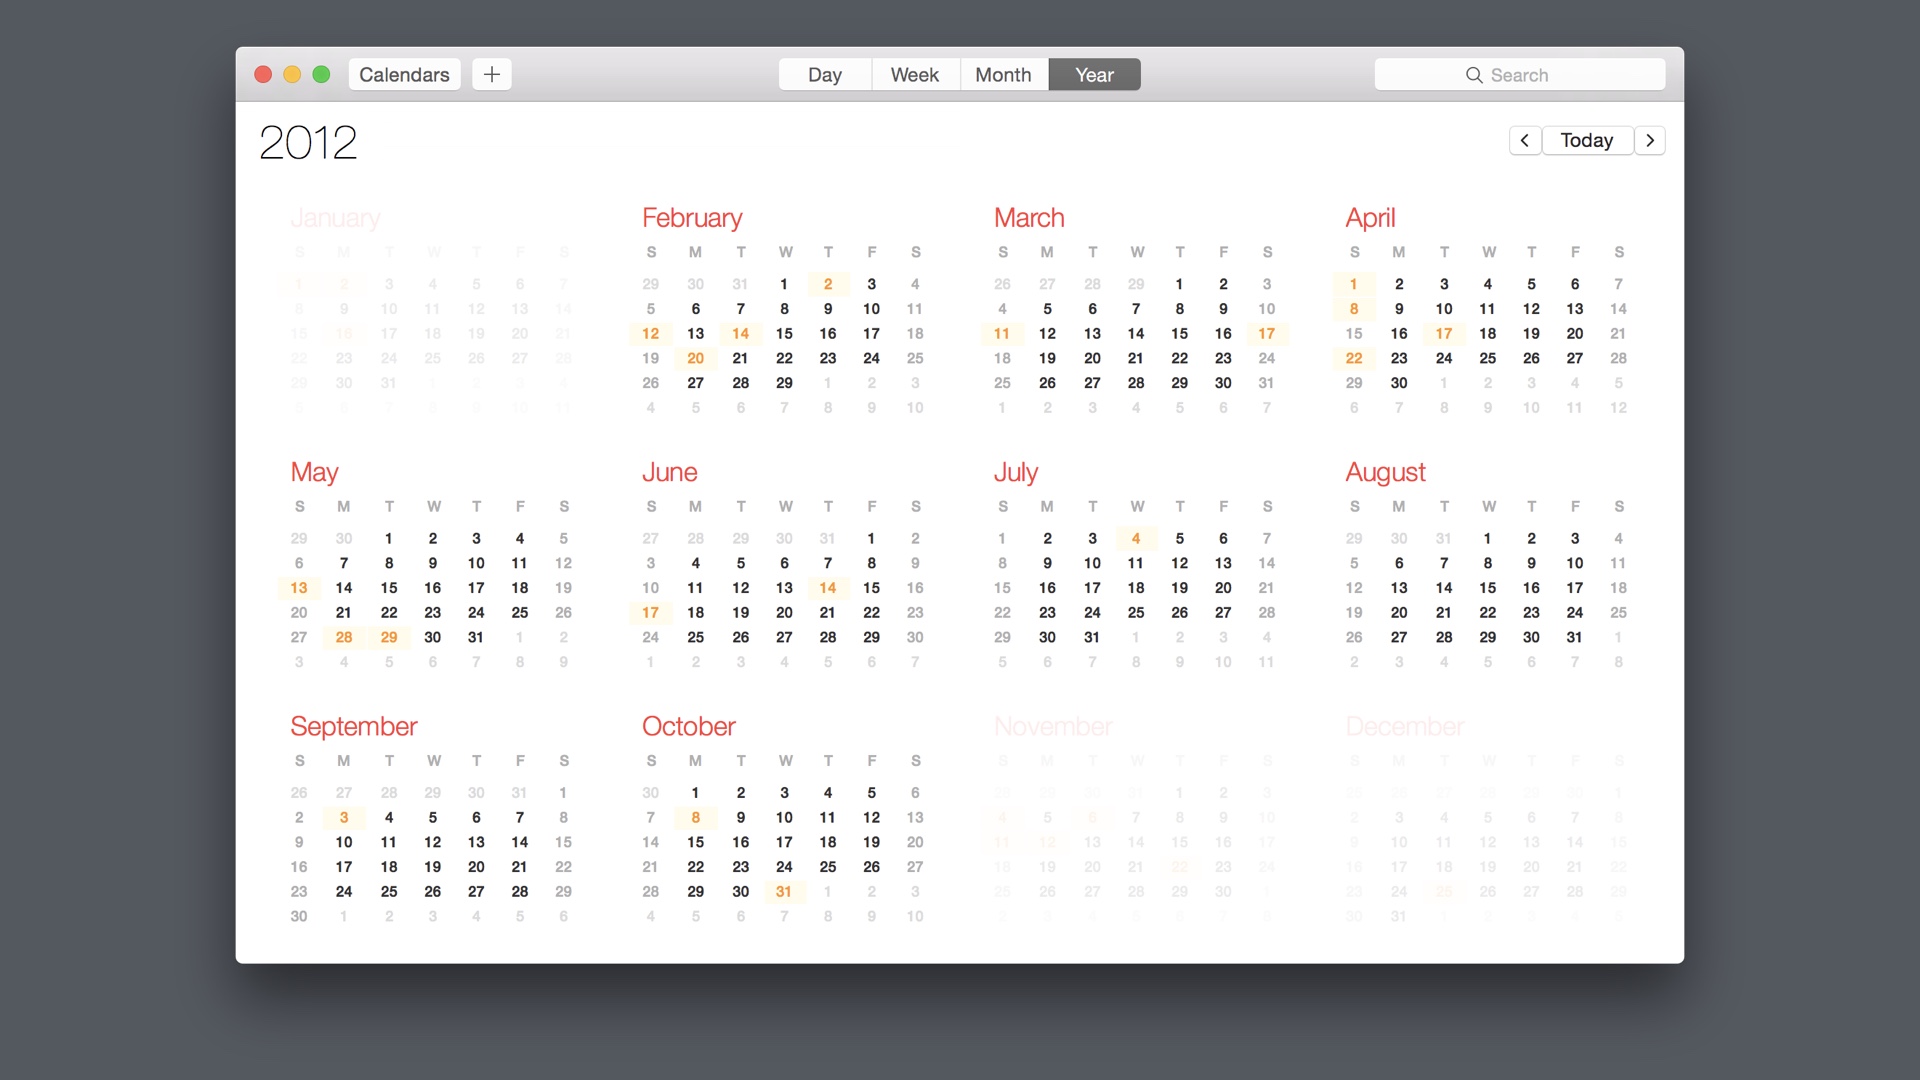 Calendars + Day Week Month Year Search
2012
< Today >
January February March April
S M T W T F S S M T W T F S S M T W T F S S M T W T F S
1 2 3 4 5 6 7 29 30 31 1 2 3 4 26 27 28 29 1 2 3 1 2 3 4 5 6 7
8 9 10 11 12 13 14 5 6 7 8 9 10 11 4 5 6 7 8 9 10 8 9 10 11 12 13 14
15 16 17 18 19 20 21 12 13 14 15 16 17 18 11 12 13 14 15 16 17 15 16 17 18 19 20 21
22 23 24 25 26 27 28 19 20 21 22 23 24 25 18 19 20 21 22 23 24 22 23 24 25 26 27 28
29 30 31 1 2 3 4 26 27 28 29 1 2 3 25 26 27 28 29 30 31 29 30 1 2 3 4 5
5 6 7 8 9 10 11 4 5 6 7 8 9 10 1 2 3 4 5 6 7 6 7 8 9 10 11 12
May June July August
S M T W T F S S M T W T F S S M T W T F S S M T W T F S
29 30 1 2 3 4 5 27 28 29 30 31 1 2 1 2 3 4 5 6 7 29 30 31 1 2 3 4
6 7 8 9 10 11 12 3 4 5 6 7 8 9 8 9 10 11 12 13 14 5 6 7 8 9 10 11
13 14 15 16 17 18 19 10 11 12 13 14 15 16 15 16 17 18 19 20 21 12 13 14 15 16 17 18
20 21 22 23 24 25 26 17 18 19 20 21 22 23 22 23 24 25 26 27 28 19 20 21 22 23 24 25
27 28 29 30 31 1 2 24 25 26 27 28 29 30 29 30 31 1 2 3 4 26 27 28 29 30 31 1
3 4 5 6 7 8 9 1 2 3 4 5 6 7 5 6 7 8 9 10 11 2 3 4 5 6 7 8
September October November December
S M T W T F S S M T W T F S S M T W T F S S M T W T F S
26 27 28 29 30 31 1 30 1 2 3 4 5 6 28 29 30 31 1 2 3 25 26 27 28 29 30 1
2 3 4 5 6 7 8 7 8 9 10 11 12 13 4 5 6 7 8 9 10 2 3 4 5 6 7 8
9 10 11 12 13 14 15 14 15 16 17 18 19 20 11 12 13 14 15 16 17 9 10 11 12 13 14 15
16 17 18 19 20 21 22 21 22 23 24 25 26 27 18 19 20 21 22 23 24 16 17 18 19 20 21 22
23 24 25 26 27 28 29 28 29 30 31 1 2 3 25 26 27 28 29 30 1 23 24 25 26 27 28 29
30 1 2 3 4 5 6 4 5 6 7 8 9 10 2 3 4 5 6 7 8 30 31 1 2 3 4 5